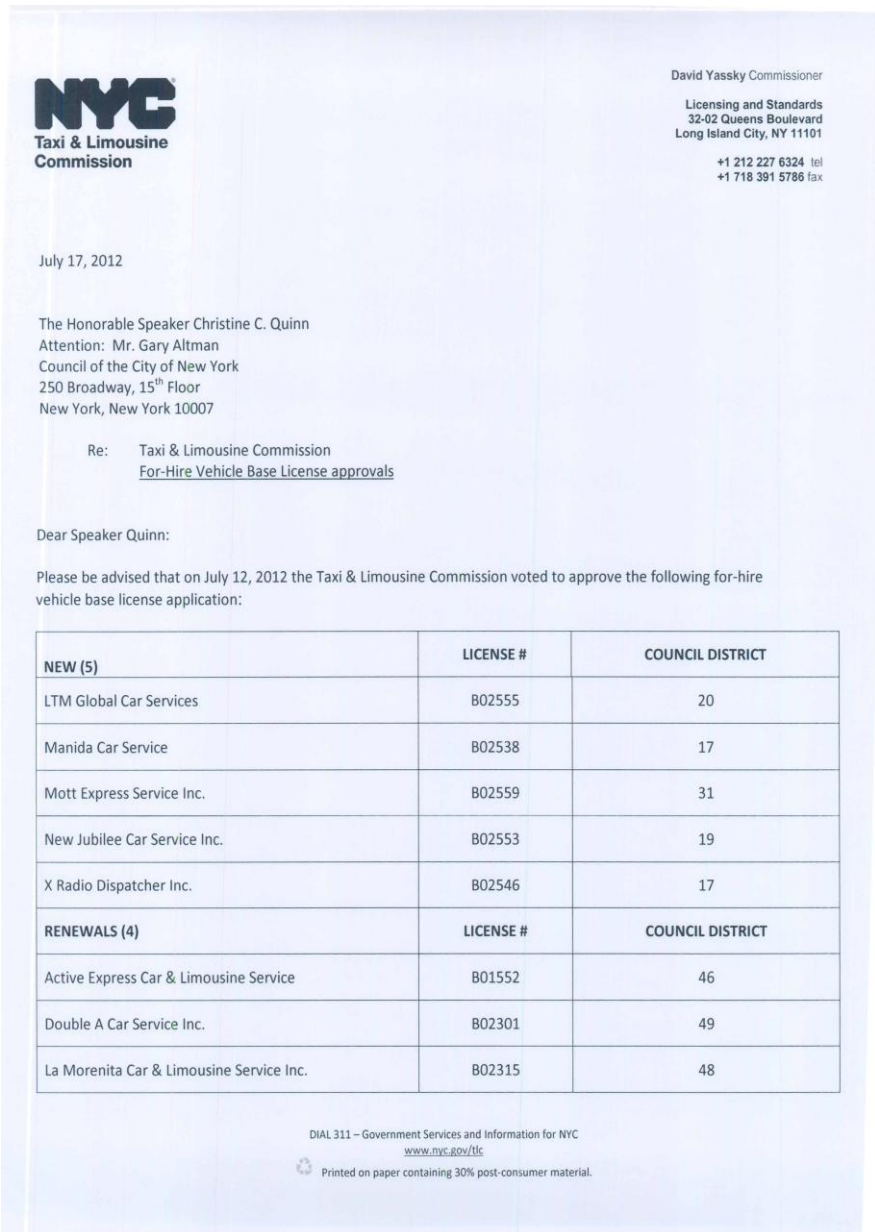 NYC
Taxi & Limousine
Commission
David Yassky Commissioner
Licensing and Standards
32-02 Queens Boulevard
Long Island City, NY 11101
+1 212 227 6324 tel
+1 718 391 5786 fax
July 17, 2012
The Honorable Speaker Christine C. Quinn
Attention: Mr. Gary Altman
Council of the City of New York
250 Broadway, 15th Floor
New York, New York 10007
Re: Taxi & Limousine Commission
For-Hire Vehicle Base License approvals
Dear Speaker Quinn:
Please be advised that on July 12, 2012 the Taxi & Limousine Commission voted to approve the following for-hire
vehicle base license application:
NEW (5) LICENSE # COUNCIL DISTRICT
LTM Global Car Services B02555 20
Manida Car Service B02538 17
Mott Express Service Inc. B02559 31
New Jubilee Car Service Inc. B02553 19
X Radio Dispatcher Inc. B02546 17
RENEWALS (4) LICENSE # COUNCIL DISTRICT
Active Express Car & Limousine Service B01552 46
Double A Car Service Inc. B02301 49
La Morenita Car & Limousine Service Inc. B02315 48
DIAL 311 – Government Services and Information for NYC
www.nyc.gov/tlc
Printed on paper containing 30% post-consumer material.